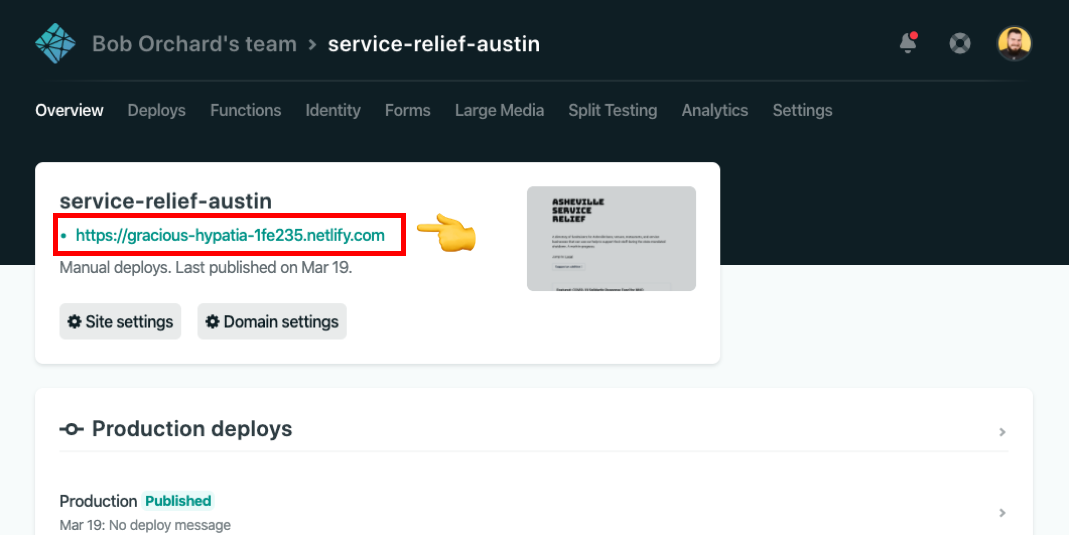 Bob Orchard's team > service-relief-austin
Overview Deploys Functions Identity Forms Large Media Split Testing Analytics Settings
service-relief-austin
• https://gracious-hypatia-1fe235.netlify.com
Manual deploys. Last published on Mar 19.
Site settings Domain settings
ASHEVILLE
SERVICE
RELIEF
Production deploys
Production Published
Mar 19: No deploy message